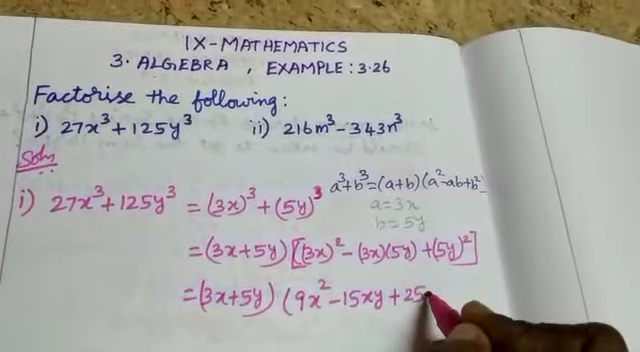 IX-MATHEMATICS
3. ALGEBRA, EXAMPLE: 3.26
Factorise the following:
i) 27x³+125y³ ii) 216m³-343n³
Soln
i) 27x³+125y³ = (3x)³+(5y)³ a³+b³=(a+b)(a²-ab+b²)
a=3x
b=5y
=(3x+5y)[(3x)²-(3x)(5y)+(5y)²]
=(3x+5y)(9x²-15xy+25